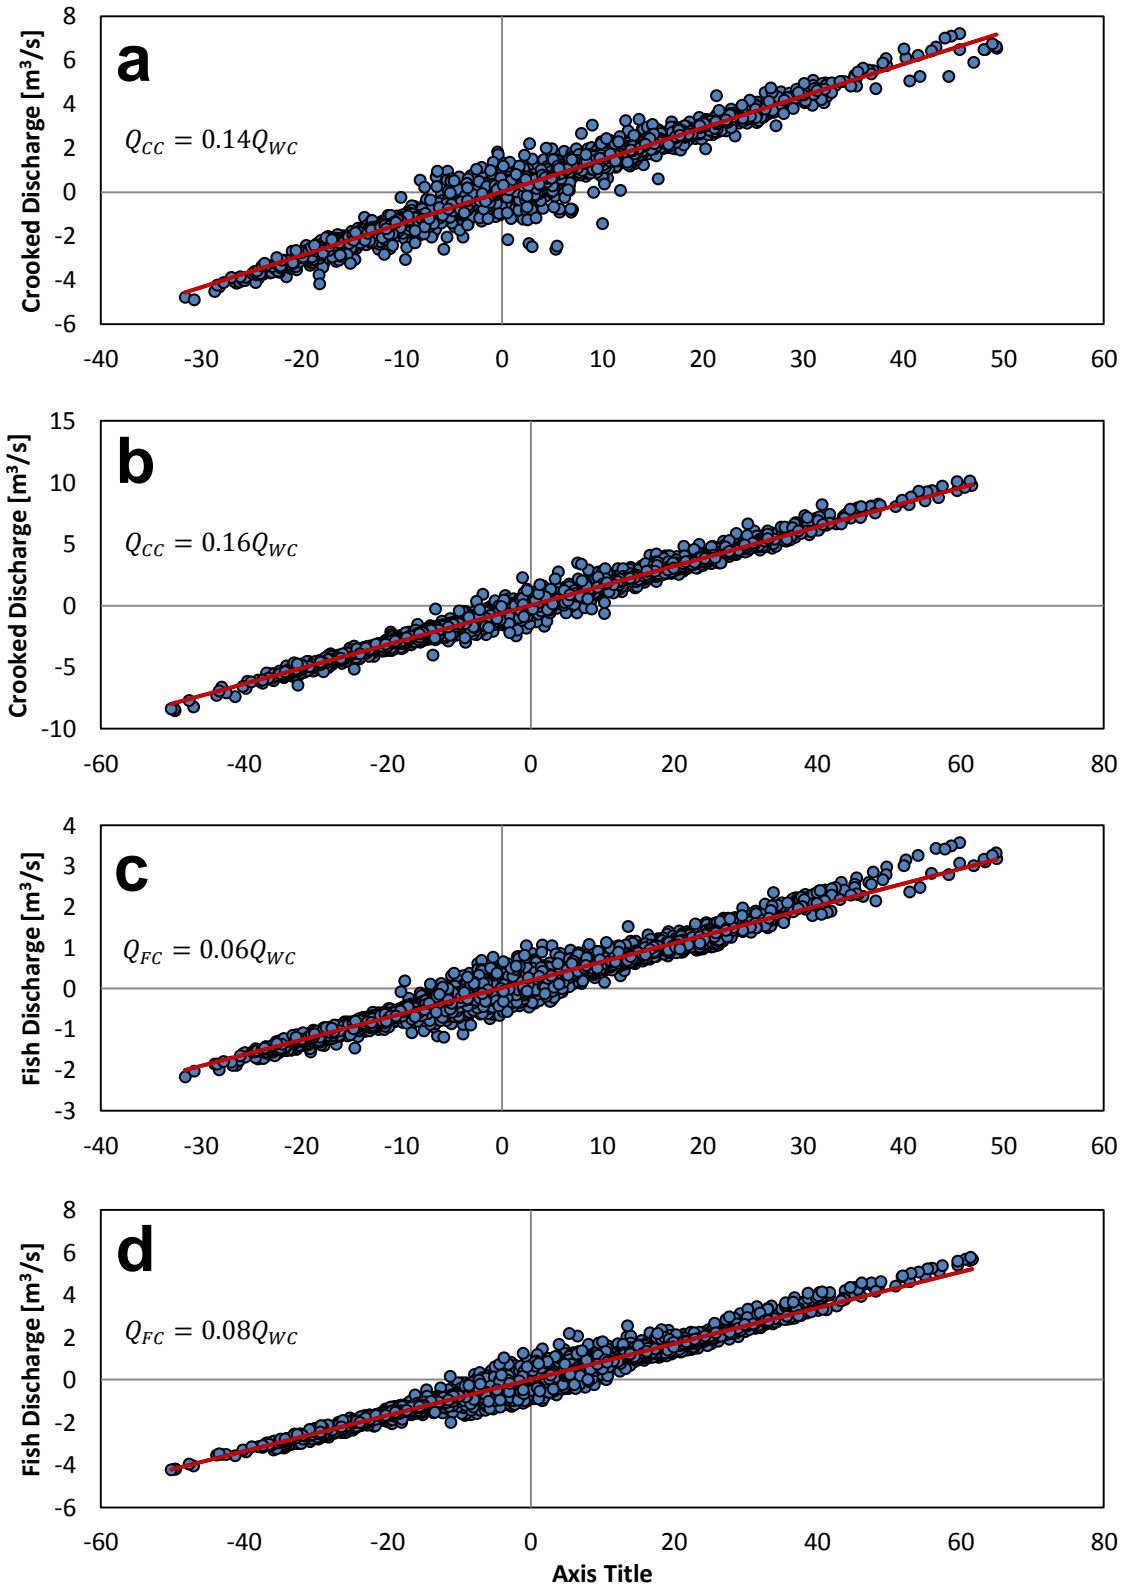 a
Crooked Discharge [m³/s]
Q_CC = 0.14Q_WC
8
6
4
2
0
-2
-4
-6
-40 -30 -20 -10 0 10 20 30 40 50 60
b
Crooked Discharge [m³/s]
Q_CC = 0.16Q_WC
15
10
5
0
-5
-10
-60 -40 -20 0 20 40 60 80
c
Fish Discharge [m³/s]
Q_FC = 0.06Q_WC
4
3
2
1
0
-1
-2
-3
-40 -30 -20 -10 0 10 20 30 40 50 60
d
Fish Discharge [m³/s]
Q_FC = 0.08Q_WC
8
6
4
2
0
-2
-4
-6
-60 -40 -20 0 20 40 60 80
Axis Title